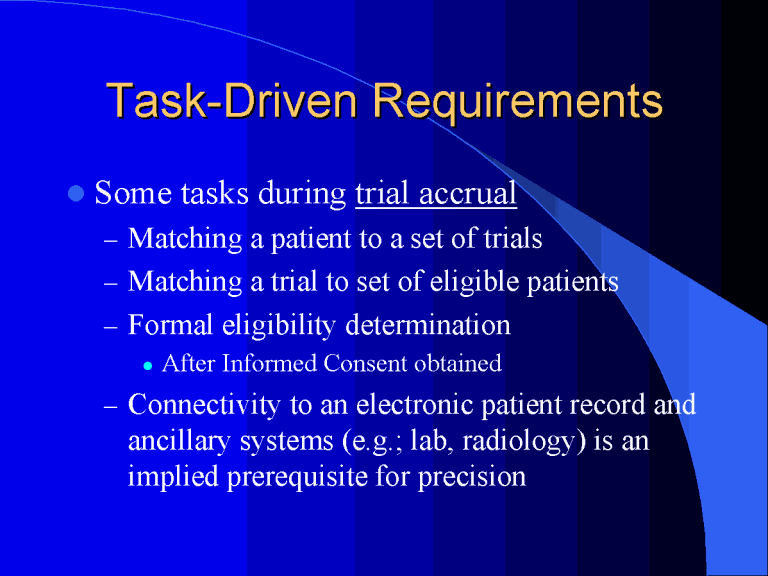 Task-Driven Requirements
Some tasks during trial accrual
– Matching a patient to a set of trials
– Matching a trial to set of eligible patients
– Formal eligibility determination
After Informed Consent obtained
– Connectivity to an electronic patient record and
ancillary systems (e.g.; lab, radiology) is an
implied prerequisite for precision